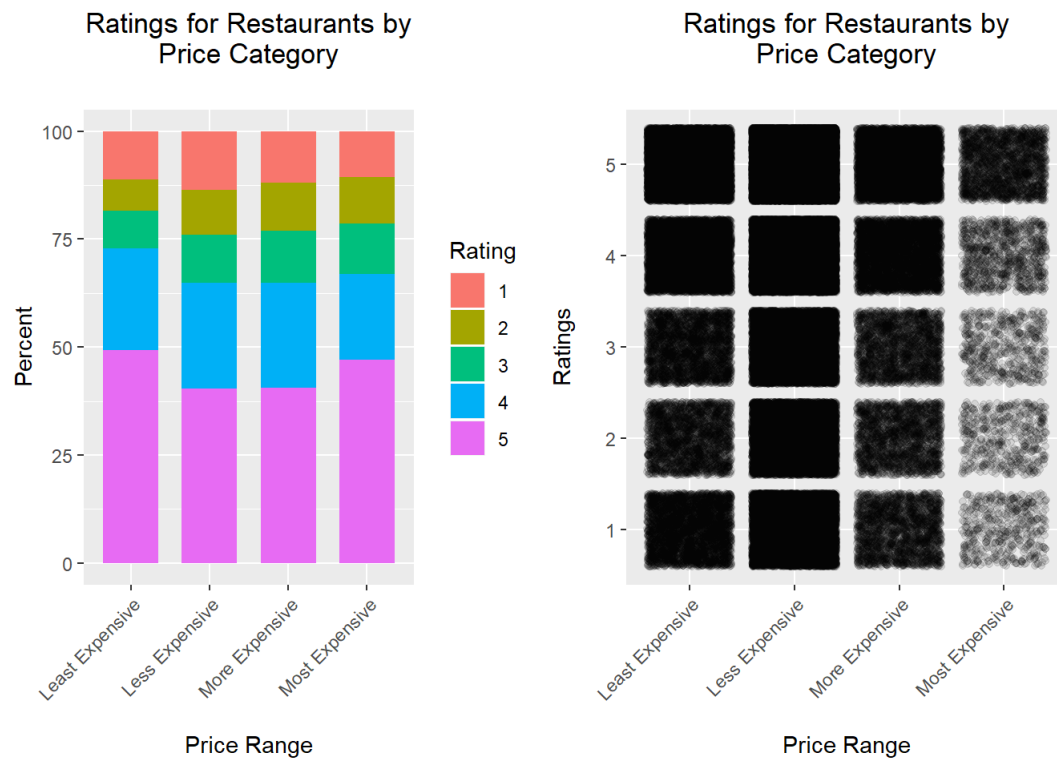 Ratings for Restaurants by
Price Category
Percent
100
75
50
25
0
Least Expensive
Less Expensive
More Expensive
Most Expensive
Price Range
Rating
1
2
3
4
5
Ratings for Restaurants by
Price Category
Ratings
5
4
3
2
1
Least Expensive
Less Expensive
More Expensive
Most Expensive
Price Range